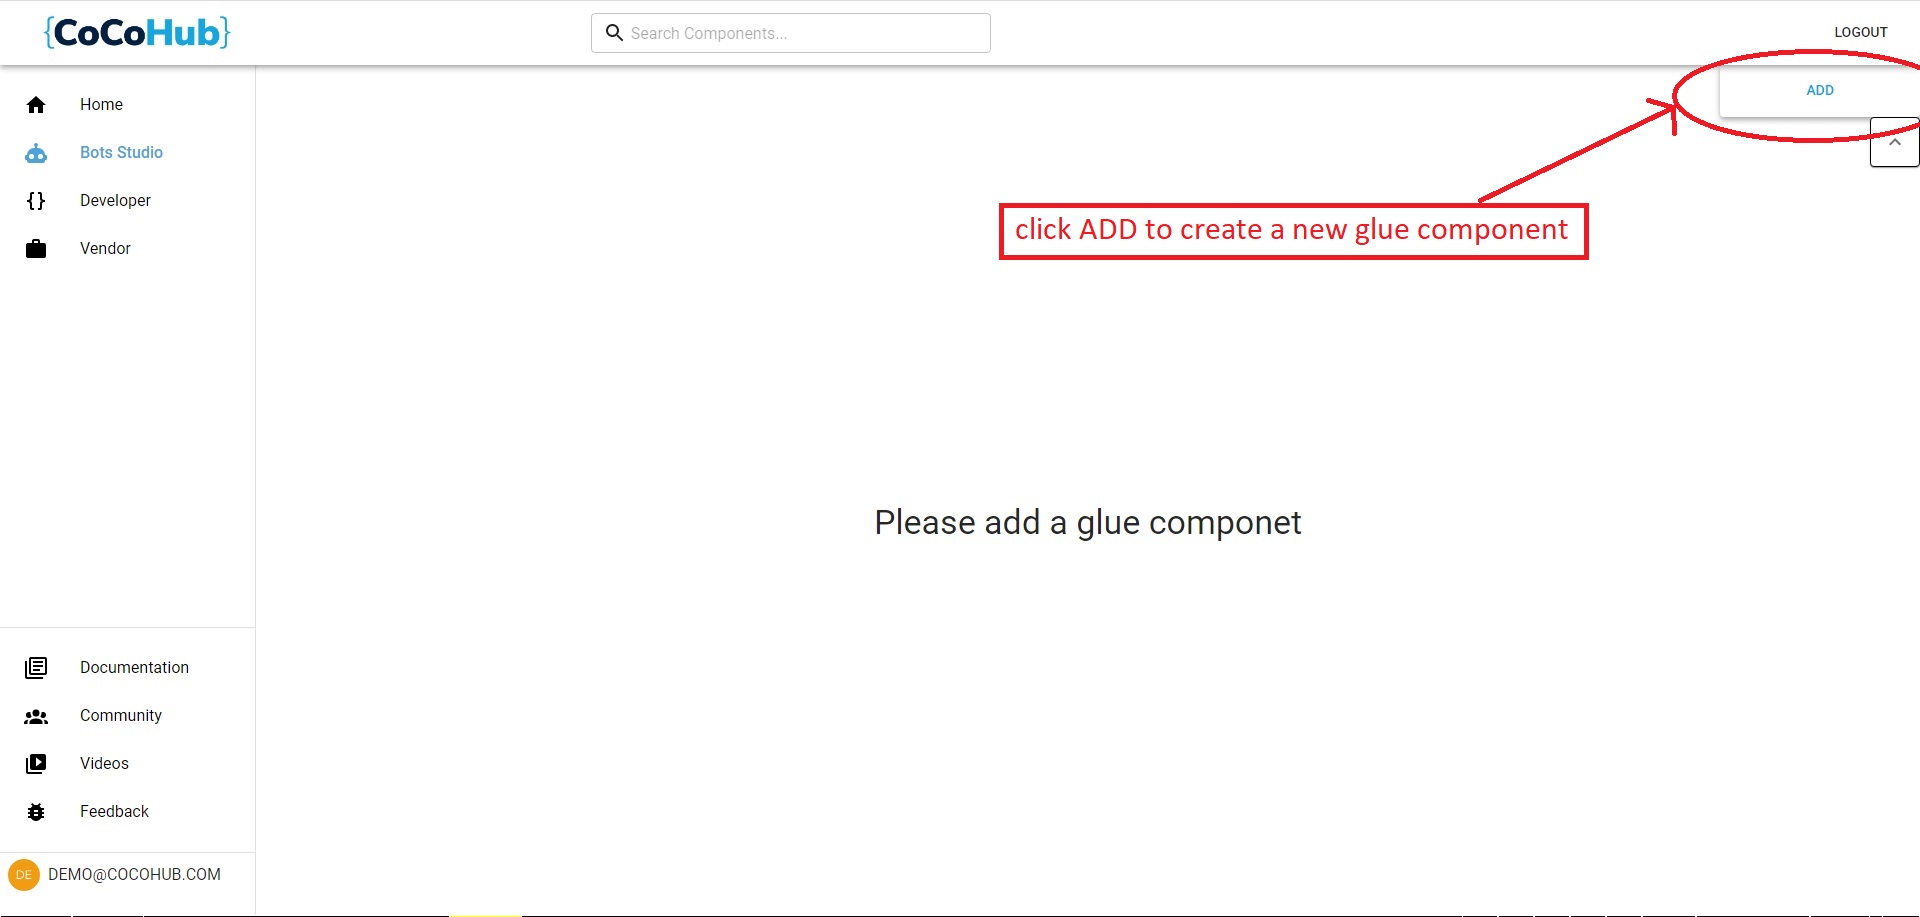 {CoCoHub}
Search Components...
LOGOUT
ADD
Home
Bots Studio
{} Developer
Vendor
click ADD to create a new glue component
Please add a glue componet
Documentation
Community
Videos
Feedback
DE DEMO@COCOHUB.COM